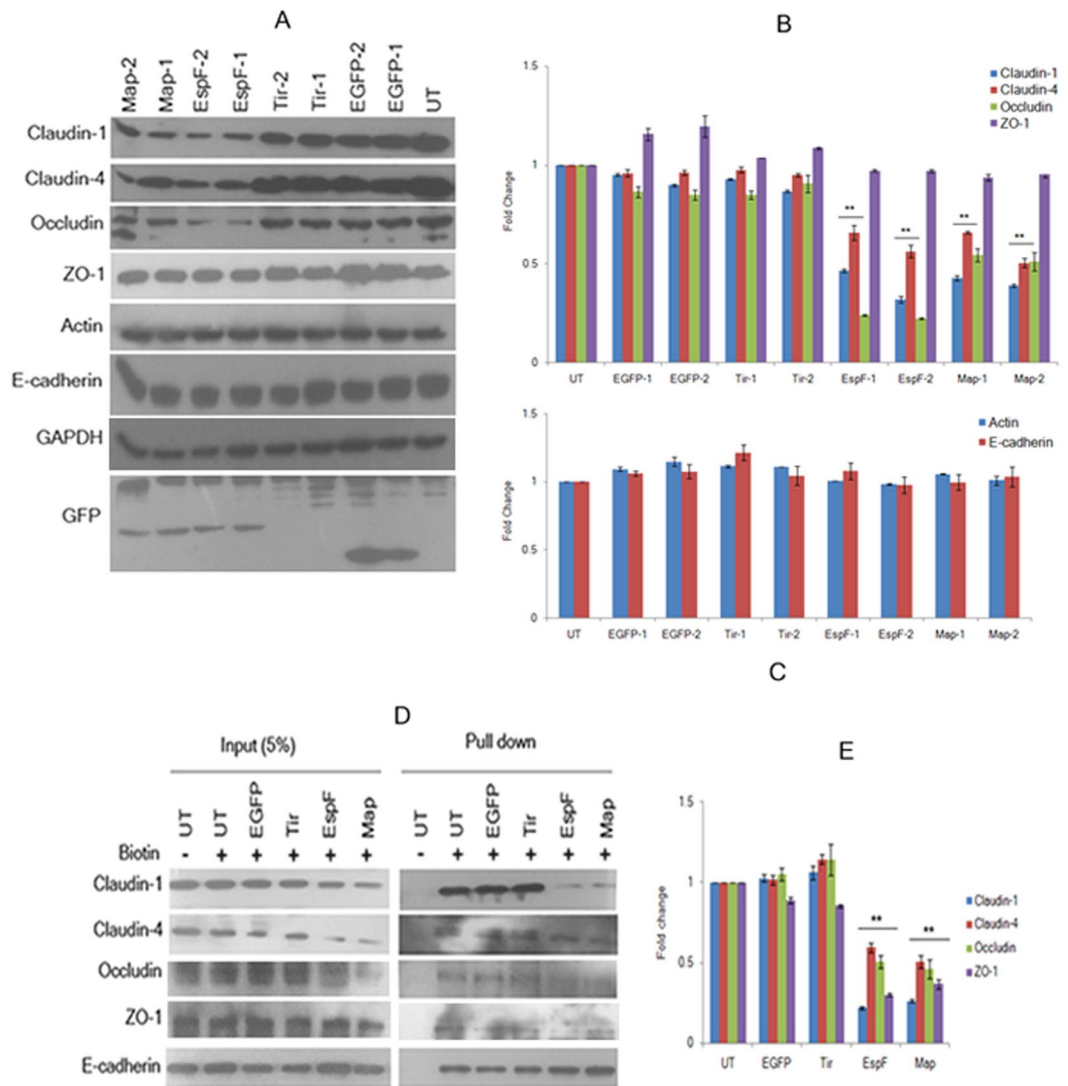 A
Map-2 Map-1 EspF-2 EspF-1 Tir-2 Tir-1 EGFP-2 EGFP-1 UT
Claudin-1
Claudin-4
Occludin
ZO-1
Actin
E-cadherin
GAPDH
GFP
B
1.5
1
0.5
0
Fold Change
Claudin-1
Claudin-4
Occludin
ZO-1
** ** ** **
UT EGFP-1 EGFP-2 Tir-1 Tir-2 EspF-1 EspF-2 Map-1 Map-2
1.5
1
0.5
0
Fold Change
Actin
E-cadherin
UT EGFP-1 EGFP-2 Tir-1 Tir-2 EspF-1 EspF-2 Map-1 Map-2
C
D
Input (5%) Pull down
UT UT EGFP Tir EspF Map UT UT EGFP Tir EspF Map
Biotin - + + + + + - + + + + +
Claudin-1
Claudin-4
Occludin
ZO-1
E-cadherin
E
1.5
1
0.5
0
Fold change
** **
Claudin-1
Claudin-4
Occludin
ZO-1
UT EGFP Tir EspF Map